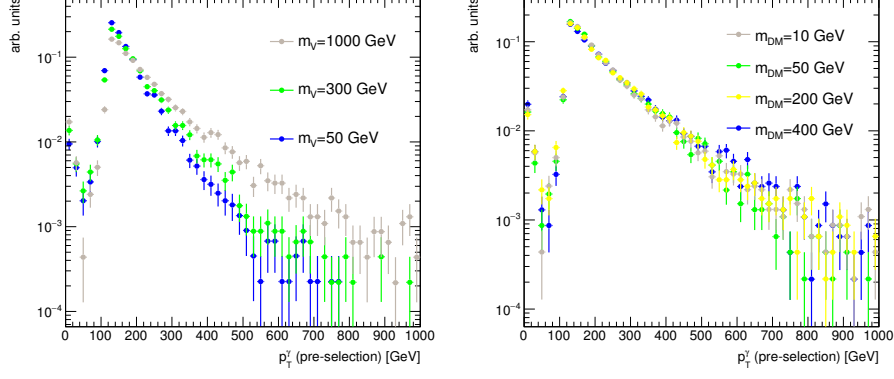 arb. units
10⁻¹
10⁻²
10⁻³
10⁻⁴
m_V=1000 GeV
m_V=300 GeV
m_V=50 GeV
0 100 200 300 400 500 600 700 800 900 1000
p_T^γ (pre-selection) [GeV]
arb. units
10⁻¹
10⁻²
10⁻³
10⁻⁴
m_DM=10 GeV
m_DM=50 GeV
m_DM=200 GeV
m_DM=400 GeV
0 100 200 300 400 500 600 700 800 900 1000
p_T^γ (pre-selection) [GeV]